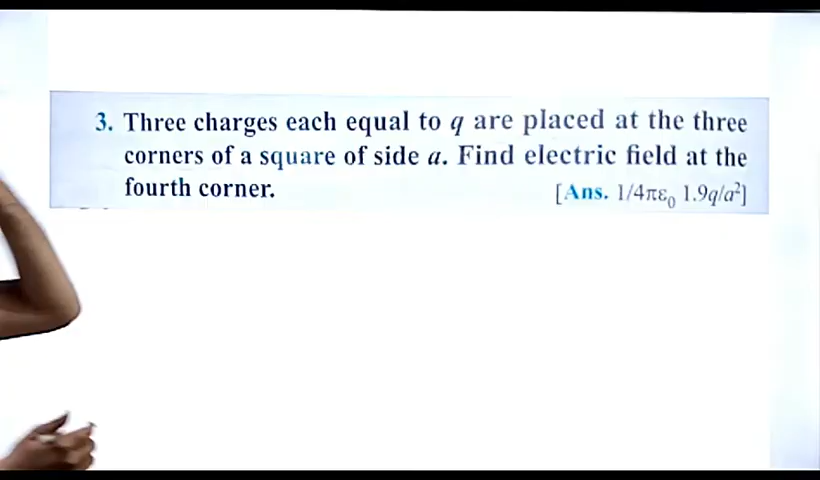 3. Three charges each equal to q are placed at the three
corners of a square of side a. Find electric field at the
fourth corner. [Ans. 1/4πε₀ 1.9q/a²]